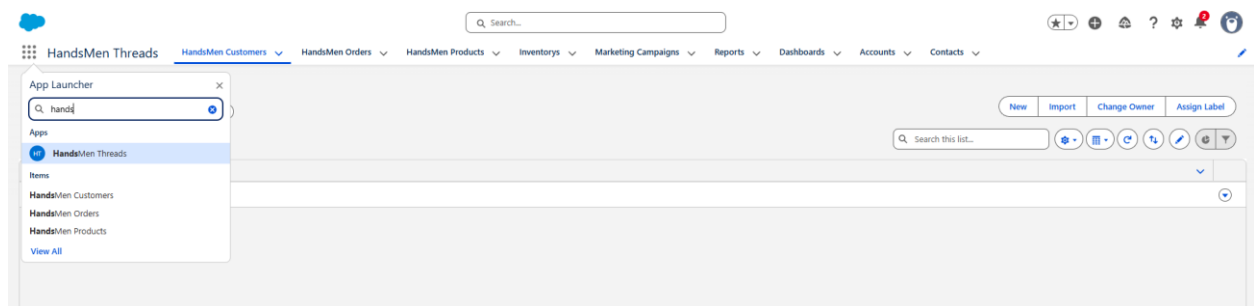 Search...
2
HandsMen Threads HandsMen Customers HandsMen Orders HandsMen Products Inventorys Marketing Campaigns Reports Dashboards Accounts Contacts
App Launcher
hands
New Import Change Owner Assign Label
Apps
Search this list...
HT HandsMen Threads
Items
HandsMen Customers
HandsMen Orders
HandsMen Products
View All